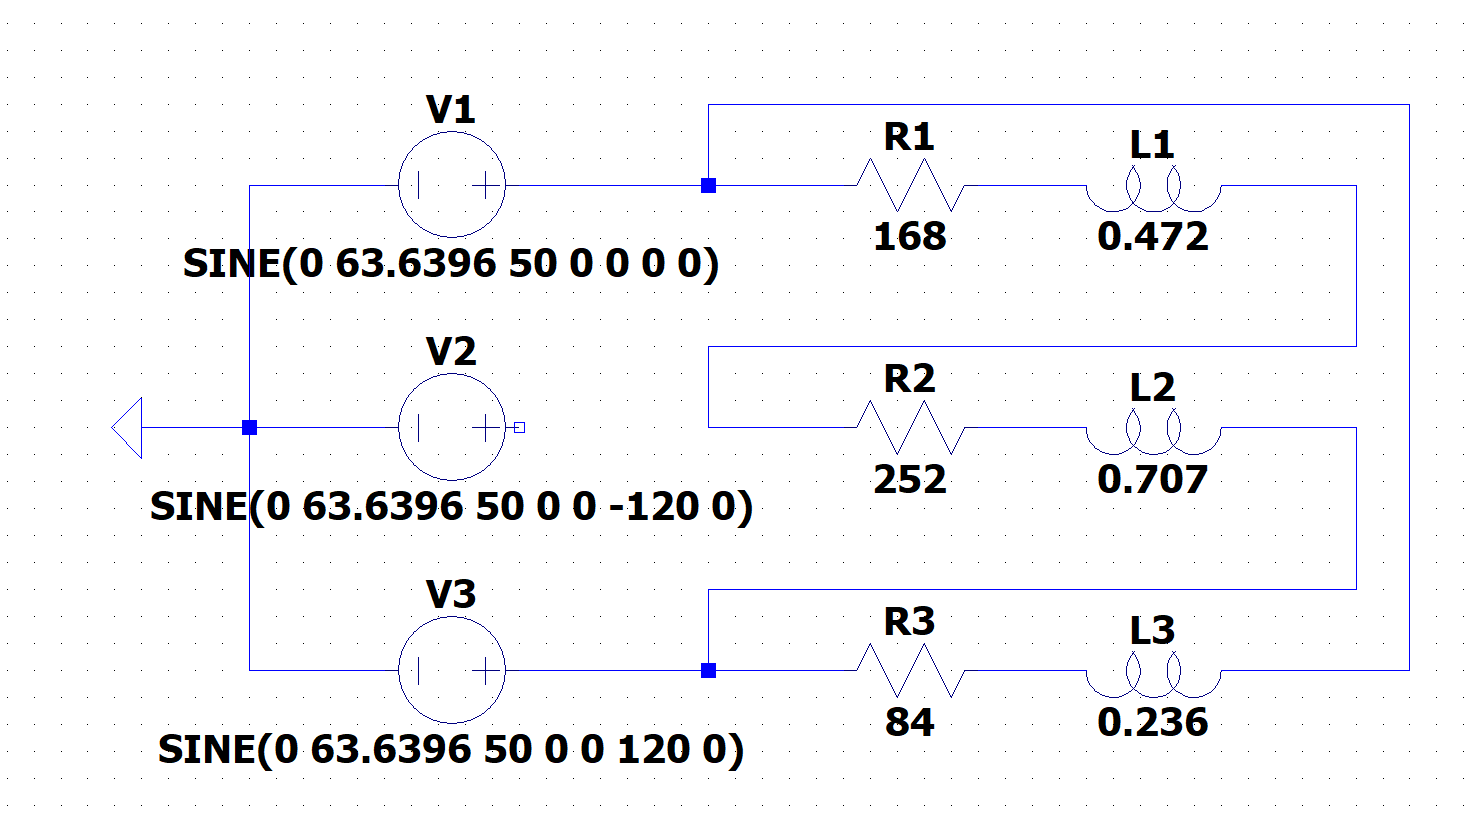 V1
SINE(0 63.6396 50 0 0 0 0)
R1
168
L1
0.472
V2
SINE(0 63.6396 50 0 0 -120 0)
R2
252
L2
0.707
V3
SINE(0 63.6396 50 0 0 120 0)
R3
84
L3
0.236